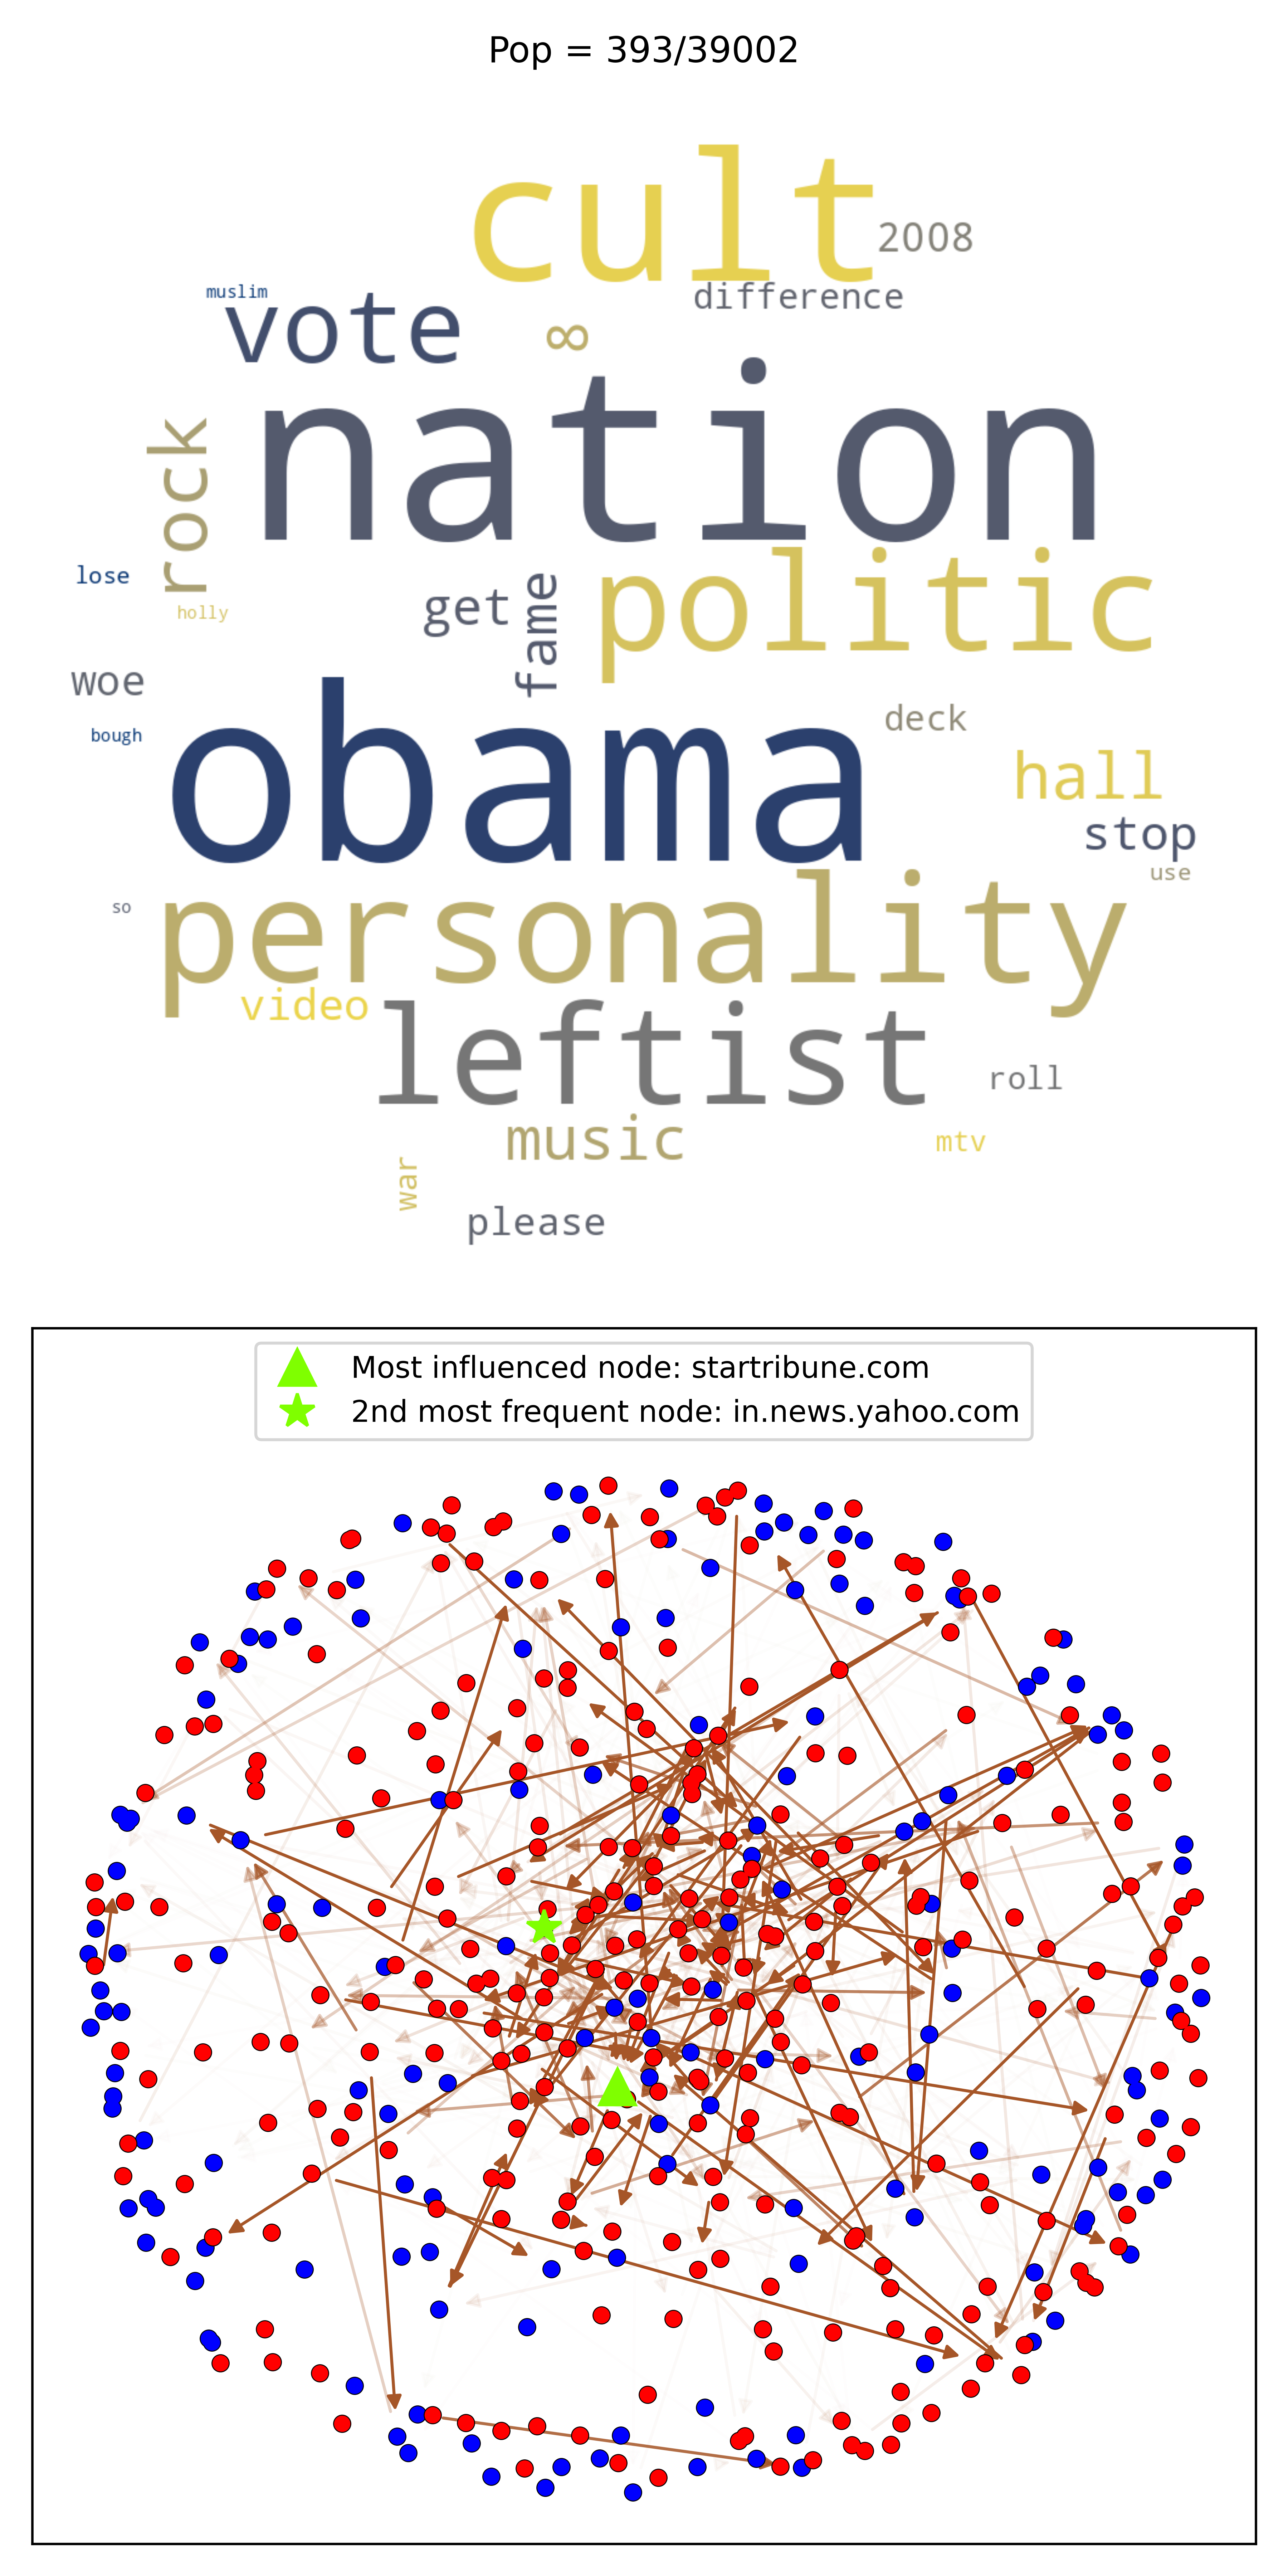 Pop = 393/39002
cult
2008
muslim
difference
vote
∞
nation
rock
lose
politic
get
fame
holly
woe
obama
deck
bough
hall
stop
use
personality
so
video
leftist
roll
music
mtv
war
please
Most influenced node: startribune.com
2nd most frequent node: in.news.yahoo.com